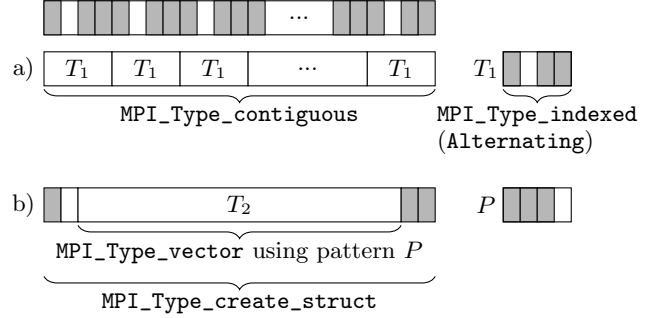 ...
a) T1 T1 T1 ... T1 T1
MPI_Type_contiguous MPI_Type_indexed
(Alternating)
b) T2 P
MPI_Type_vector using pattern P
MPI_Type_create_struct